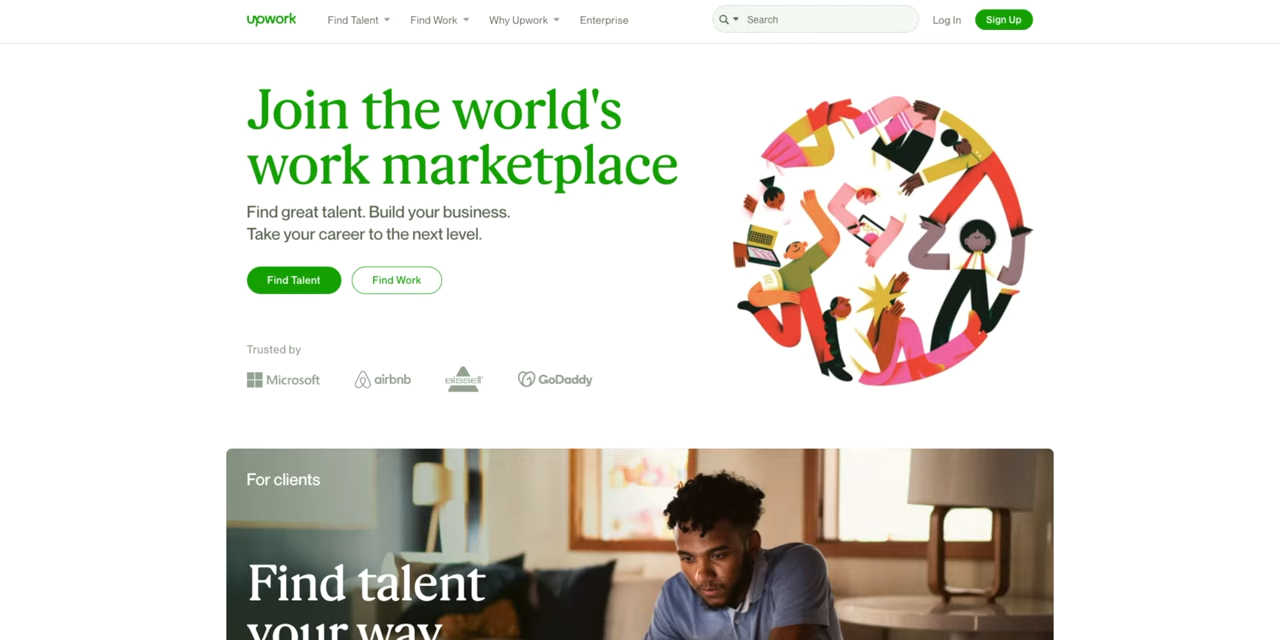 upwork Find Talent Find Work Why Upwork Enterprise Search Log In Sign Up
Join the world's
work marketplace
Find great talent. Build your business.
Take your career to the next level.
Find Talent Find Work
Trusted by
Microsoft airbnb BISSELL GoDaddy
For clients
Find talent
your way